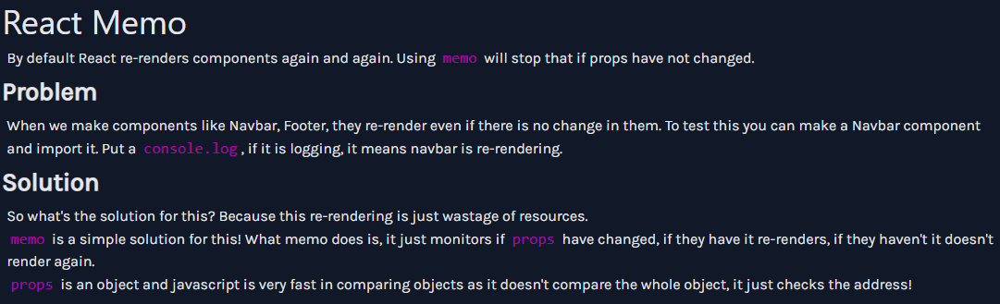 React Memo
By default React re-renders components again and again. Using memo will stop that if props have not changed.
Problem
When we make components like Navbar, Footer, they re-render even if there is no change in them. To test this you can make a Navbar component
and import it. Put a console.log, if it is logging, it means navbar is re-rendering.
Solution
So what's the solution for this? Because this re-rendering is just wastage of resources.
memo is a simple solution for this! What memo does is, it just monitors if props have changed, if they have it re-renders, if they haven't it doesn't
render again.
props is an object and javascript is very fast in comparing objects as it doesn't compare the whole object, it just checks the address!